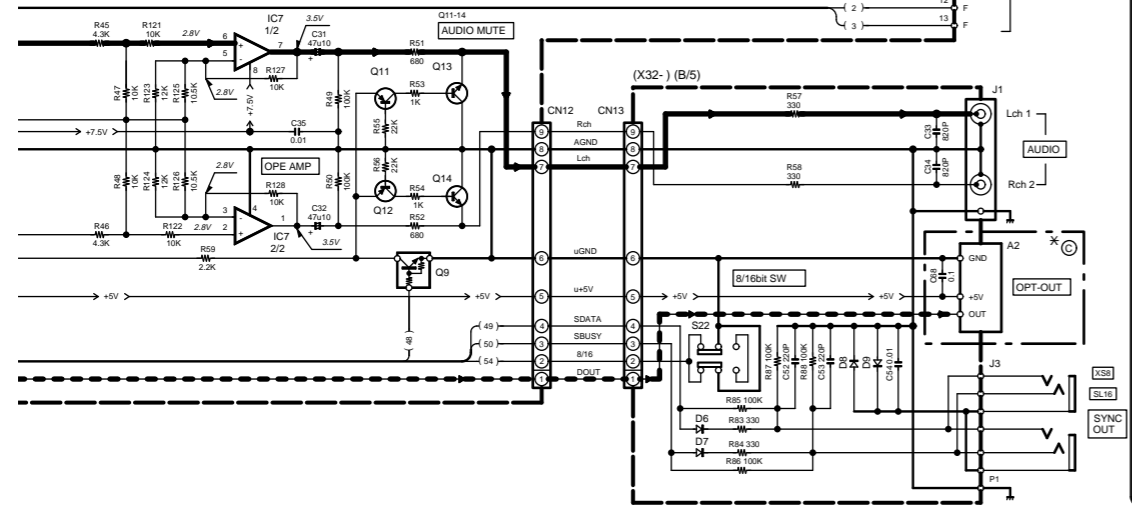 R45
4.3K
R121
10K
2.8V
6
5
IC7
1/2
7
8
3.5V
C31
47u10
+
R51
680
Q11-14
AUDIO MUTE
2
3
12
13
F
F
R47
10K
R123
12K
R125
10.5K
2.8V
R127
10K
+7.5V
R49
100K
Q11
R53
1K
Q13
R55
22K
+7.5V
C35
0.01
OPE AMP
R56
22K
R48
10K
R124
12K
R126
10.5K
2.8V
R128
10K
R50
100K
Q12
R54
1K
Q14
R46
4.3K
R122
10K
2.8V
3
2
4
1
IC7
2/2
C32
47u10
+
3.5V
R52
680
R59
2.2K
Q9
48
+5V
+5V
CN12
CN13
9 Rch 9
8 AGND 8
7 Lch 7
6 uGND 6
5 u+5V 5
49 4 SDATA 4
50 3 SBUSY 3
54 2 8/16 2
1 DOUT 1
(X32- ) (B/5)
R57
330
R58
330
C33
820P
C34
820P
J1
Lch 1
AUDIO
Rch 2
8/16bit SW
+5V
+5V
C68
0.1
A2
* C
GND
+5V
OUT
OPT-OUT
S22
R87 100K
C52 220P
R88 100K
C53 220P
D8
D9
C54 0.01
R85 100K
D6
R83 330
D7
R84 330
R86 100K
J3
XS8
SL16
SYNC
OUT
P1